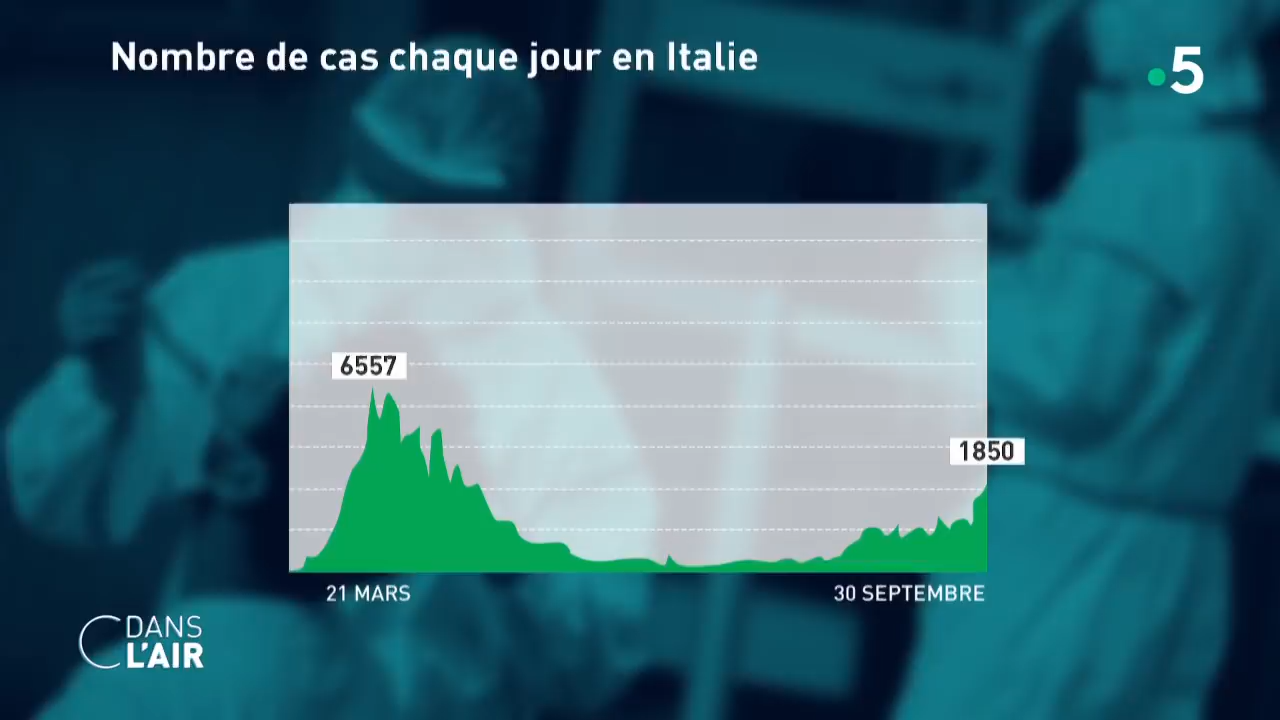 Nombre de cas chaque jour en Italie
5
6557
1850
21 MARS
30 SEPTEMBRE
C DANS
L'AIR